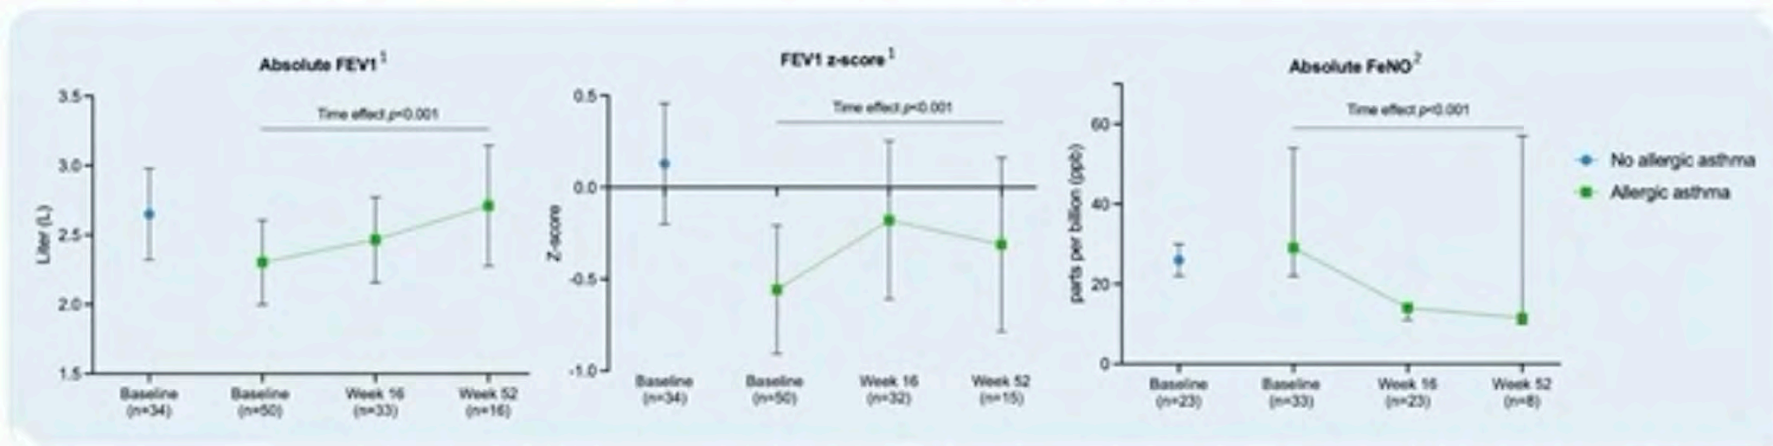 Absolute FEV1 1
3.5
3.0
2.5
2.0
1.5
Liter (L)
Time effect p<0.001
Baseline
(n=34)
Baseline
(n=50)
Week 16
(n=33)
Week 52
(n=16)
FEV1 z-score 1
0.5
0.0
-0.5
-1.0
Z-score
Time effect p<0.001
Baseline
(n=34)
Baseline
(n=50)
Week 16
(n=32)
Week 52
(n=15)
Absolute FeNO 2
60
40
20
0
parts per billion (ppb)
Time effect p<0.001
Baseline
(n=23)
Baseline
(n=33)
Week 16
(n=23)
Week 52
(n=8)
No allergic asthma
Allergic asthma